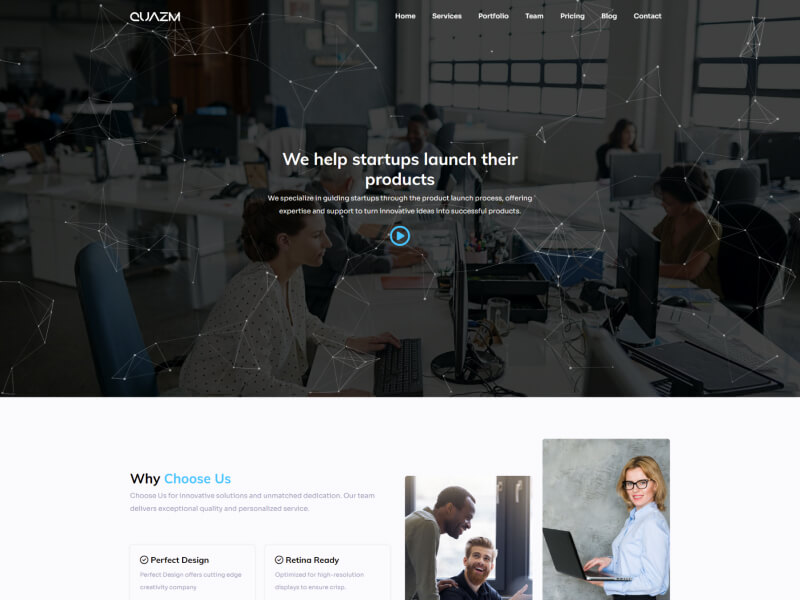 QUAZM
Home Services Portfolio Team Pricing Blog Contact
We help startups launch their
products
We specialize in guiding startups through the product launch process, offering
expertise and support to turn innovative ideas into successful products.
Why Choose Us
Choose Us for innovative solutions and unmatched dedication. Our team
delivers exceptional quality and personalized service.
Perfect Design
Perfect Design offers cutting edge
creativity company
Retina Ready
Optimized for high-resolution
displays to ensure crisp.